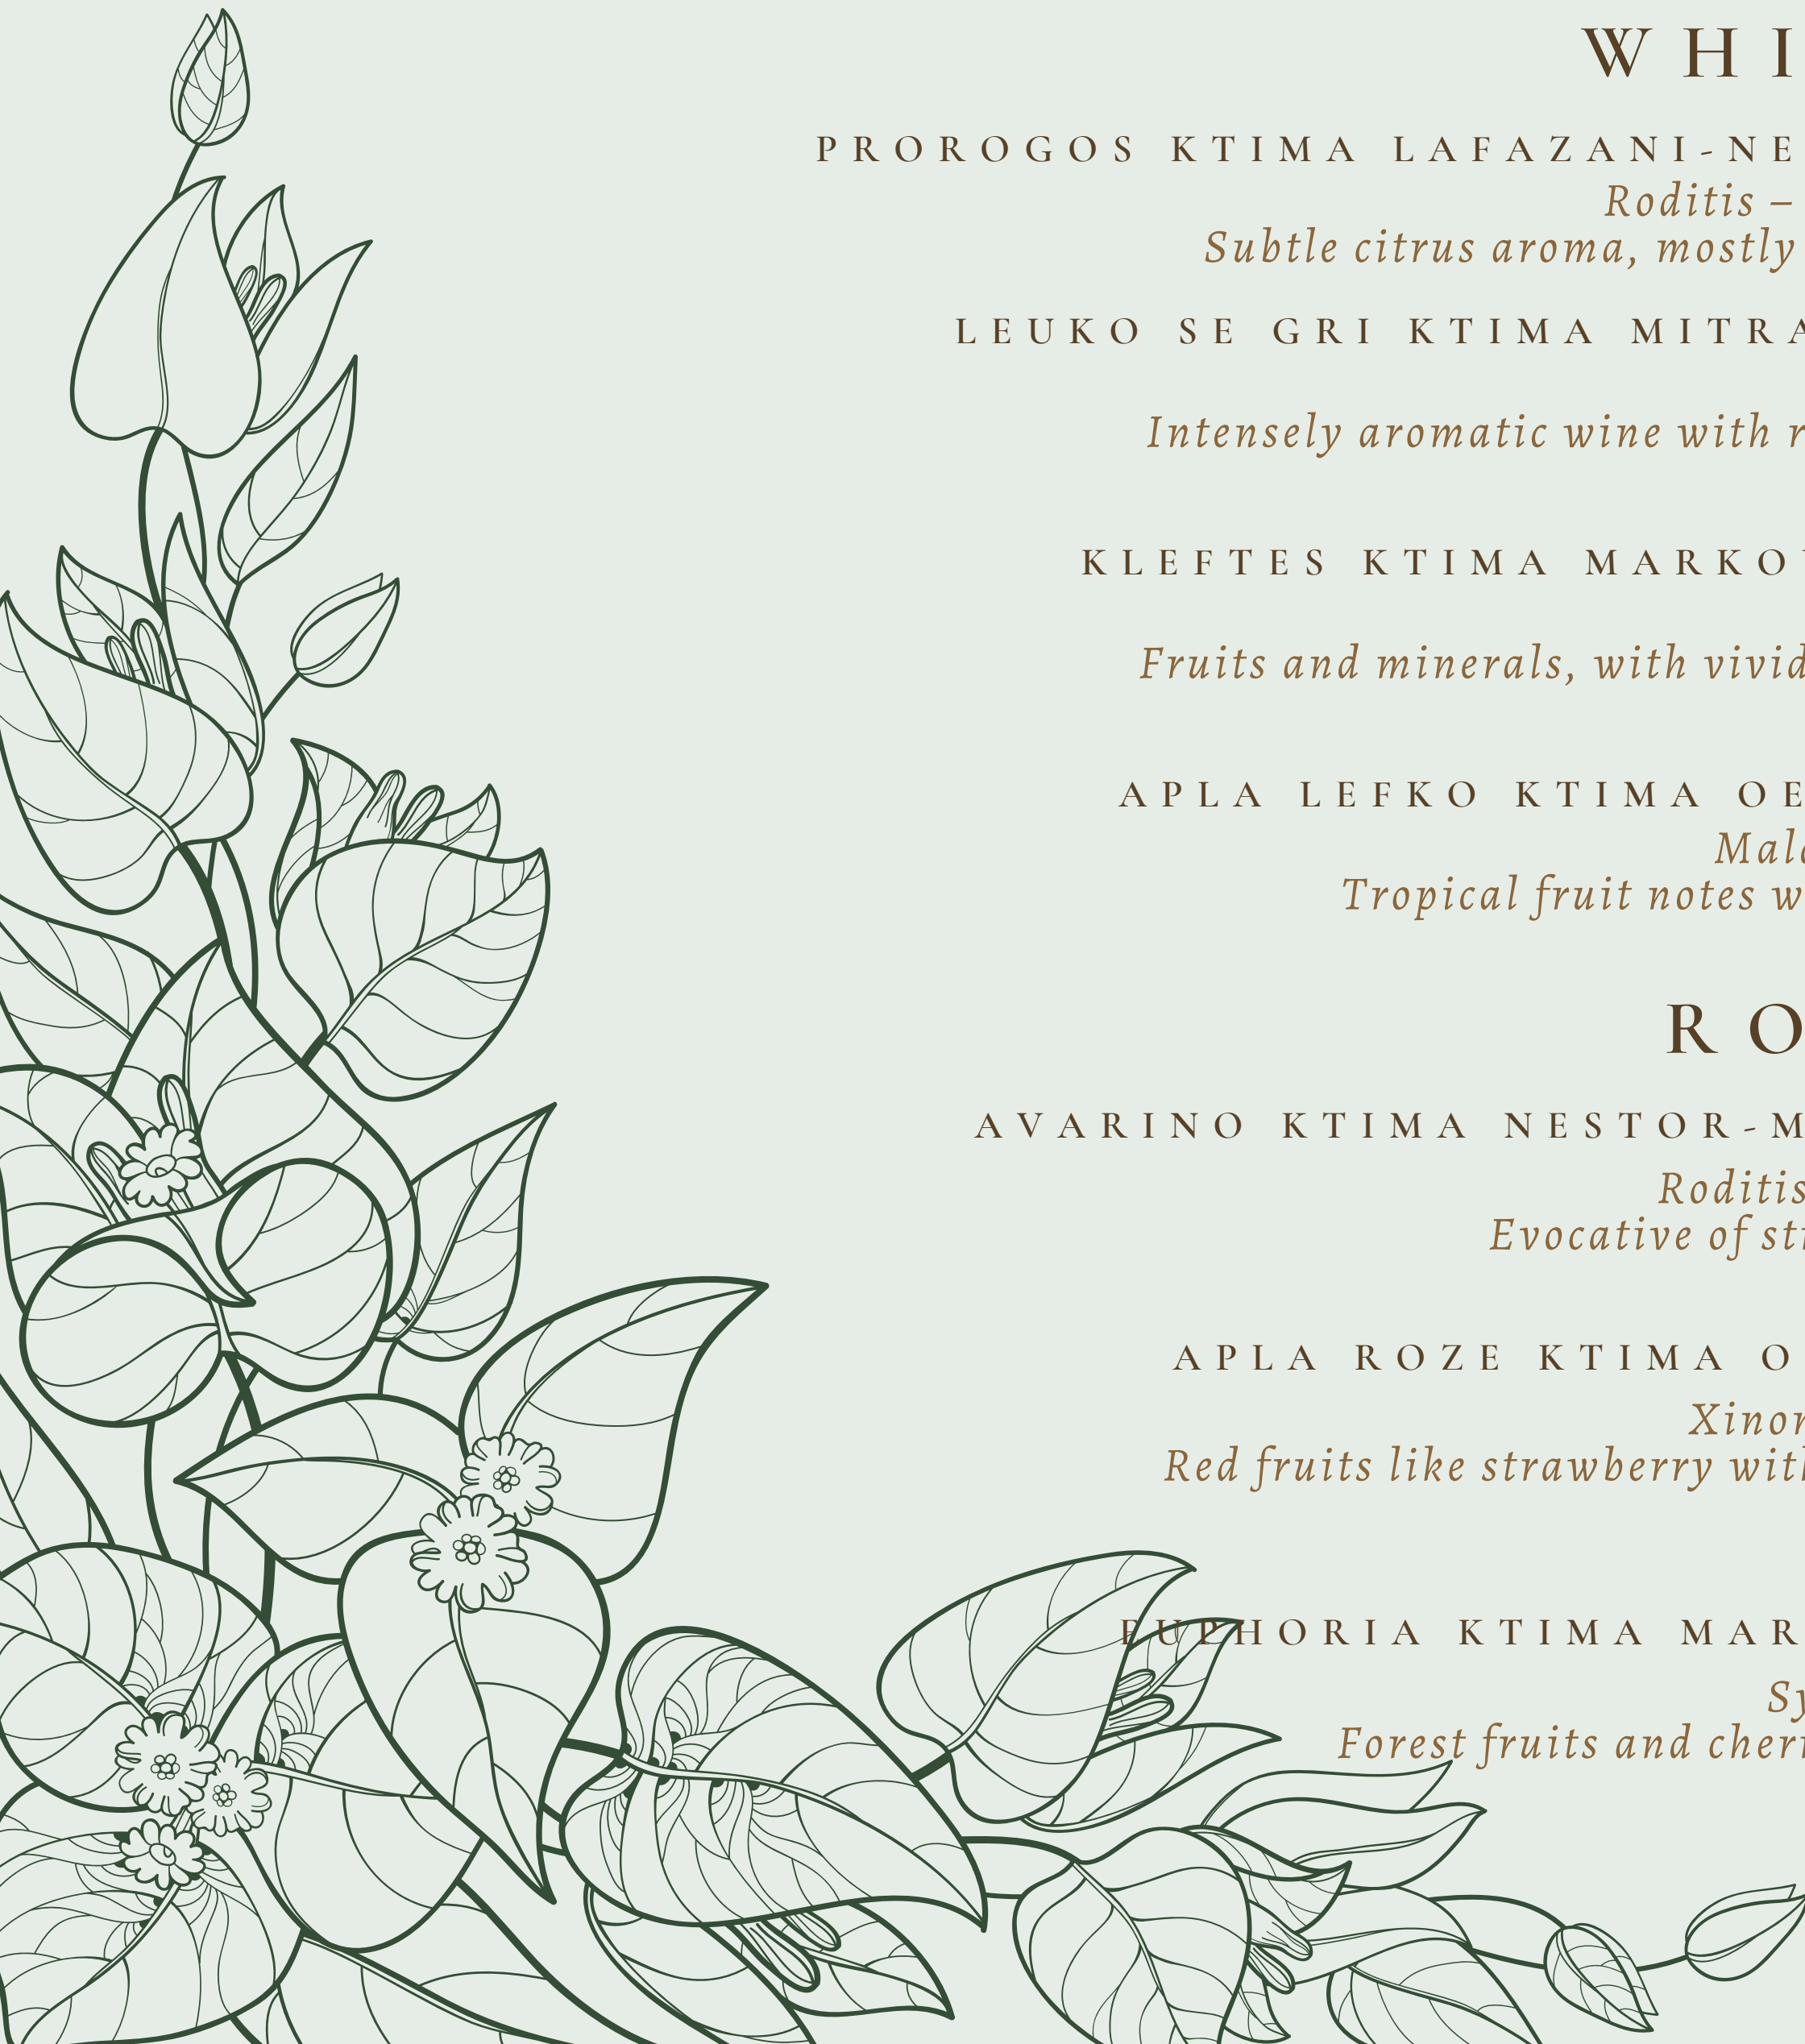 WHI
PROROGOS KTIMA LAFAZANI-NE
Roditis –
Subtle citrus aroma, mostly
LEUKO SE GRI KTIMA MITRA
Intensely aromatic wine with r
KLEFTES KTIMA MARKO
Fruits and minerals, with vivid
APLA LEFKO KTIMA OE
Mala
Tropical fruit notes w
RO
AVARINO KTIMA NESTOR-M
Roditis
Evocative of str
APLA ROZE KTIMA O
Xinom
Red fruits like strawberry with
EUPHORIA KTIMA MAR
Sy
Forest fruits and cherr